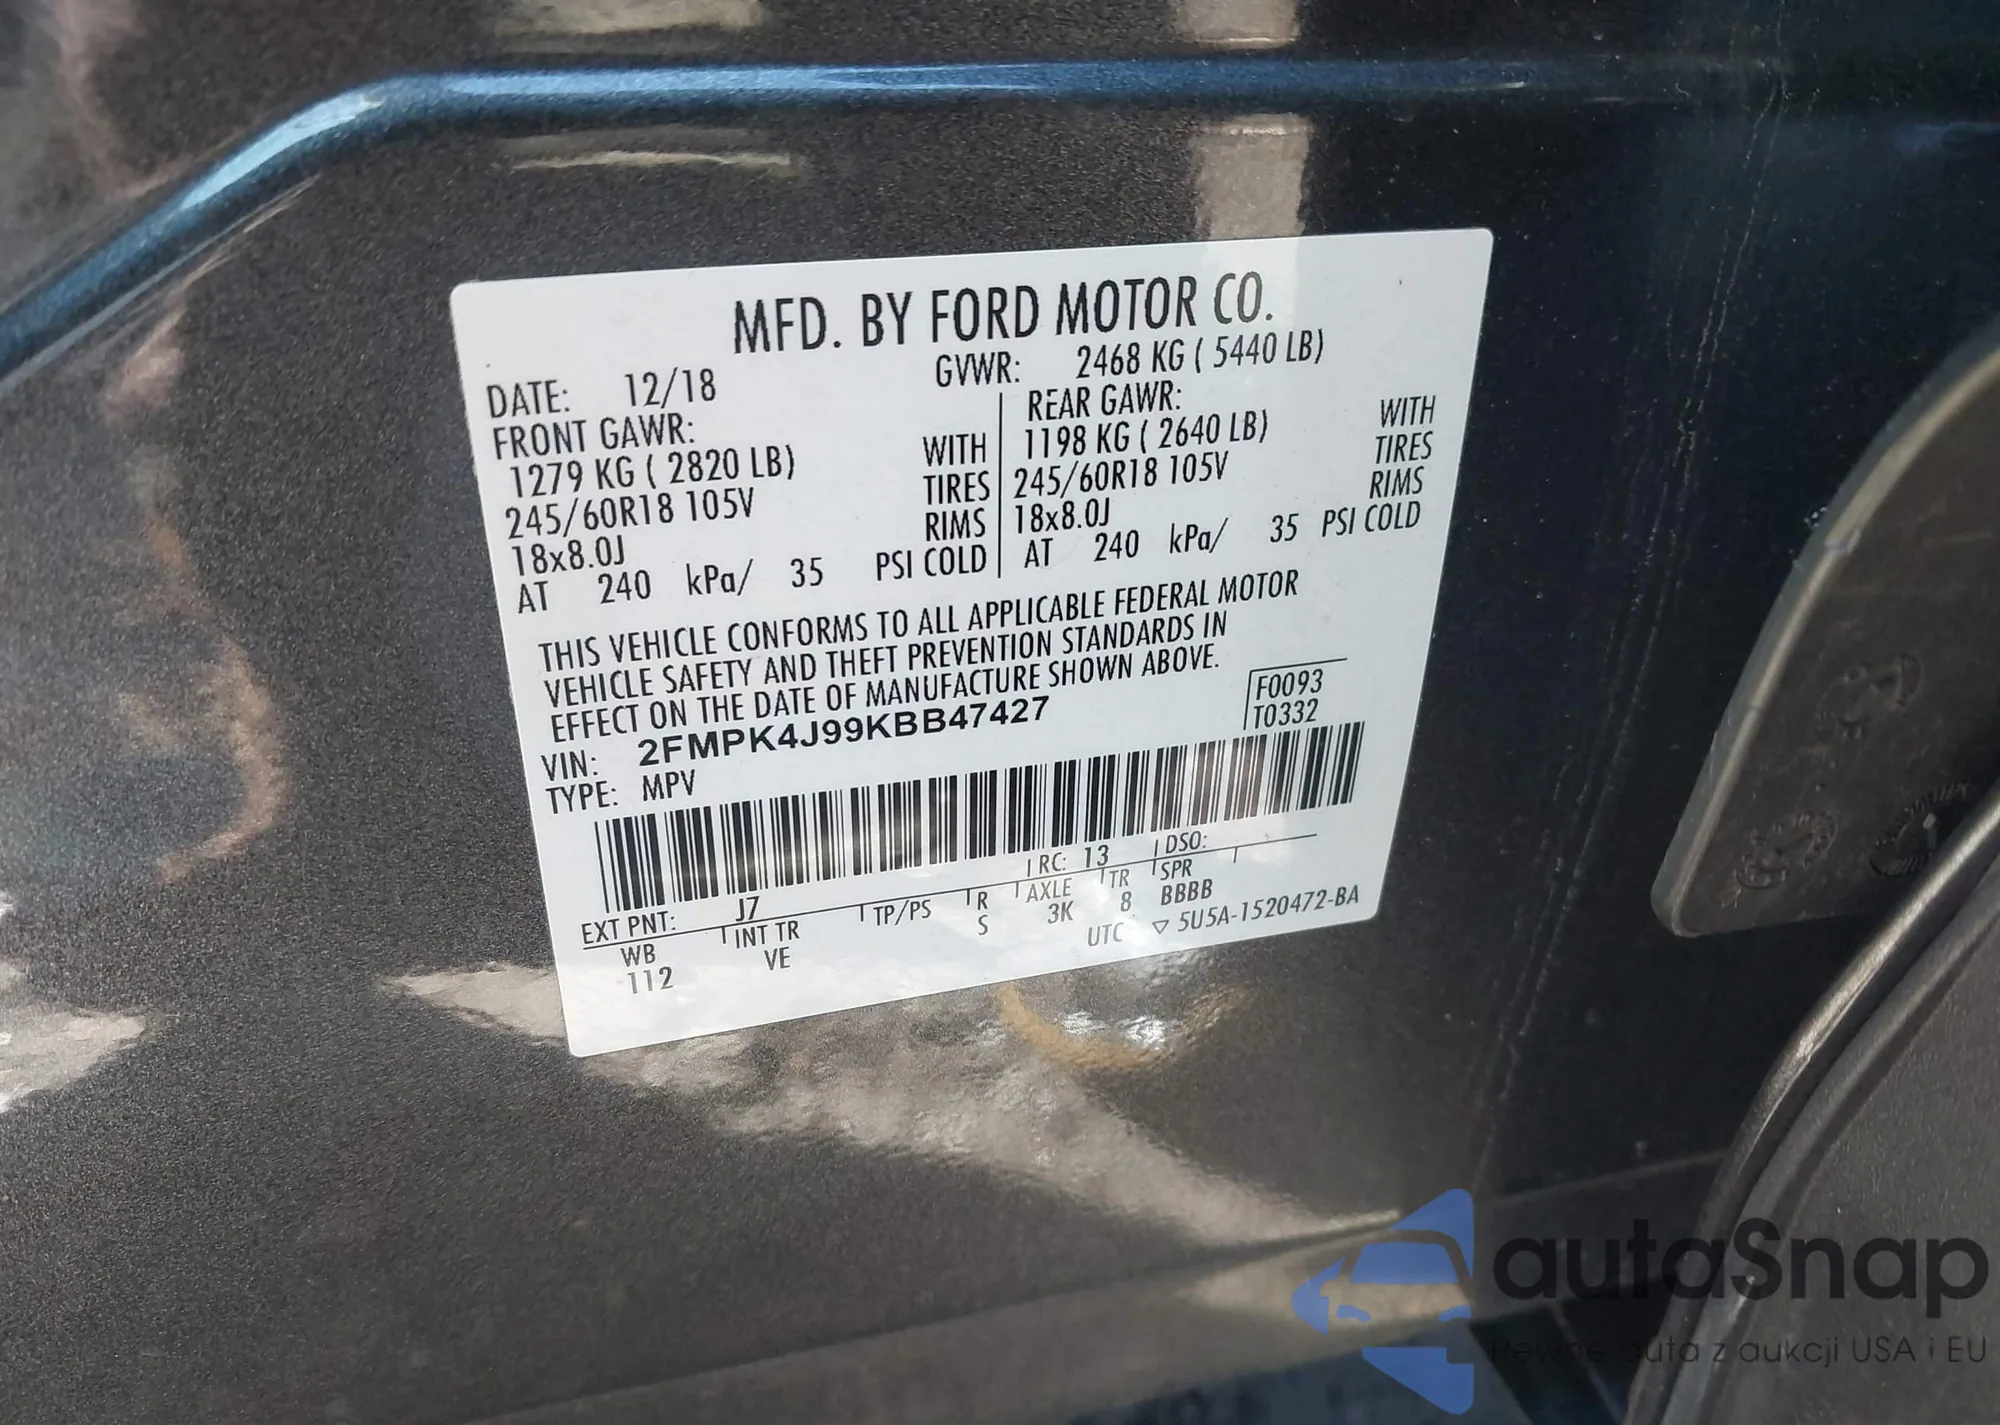 MFD. BY FORD MOTOR CO.
DATE: 12/18 GVWR: 2468 KG ( 5440 LB)
FRONT GAWR: REAR GAWR:
1279 KG ( 2820 LB) WITH 1198 KG ( 2640 LB) WITH
245/60R18 105V TIRES 245/60R18 105V TIRES
18x8.0J RIMS 18x8.0J RIMS
AT 240 kPa/ 35 PSI COLD AT 240 kPa/ 35 PSI COLD
THIS VEHICLE CONFORMS TO ALL APPLICABLE FEDERAL MOTOR
VEHICLE SAFETY AND THEFT PREVENTION STANDARDS IN
EFFECT ON THE DATE OF MANUFACTURE SHOWN ABOVE.
F0093
VIN: 2FMPK4J99KBB47427 T0332
TYPE: MPV
EXT PNT: J7 RC: 13 DSO:
WB INT TR TP/PS R AXLE TR SPR
112 VE S 3K 8 BBBB
UTC ▽ 5U5A-1520472-BA
autoSnap
Pewne auta z aukcji USA i EU